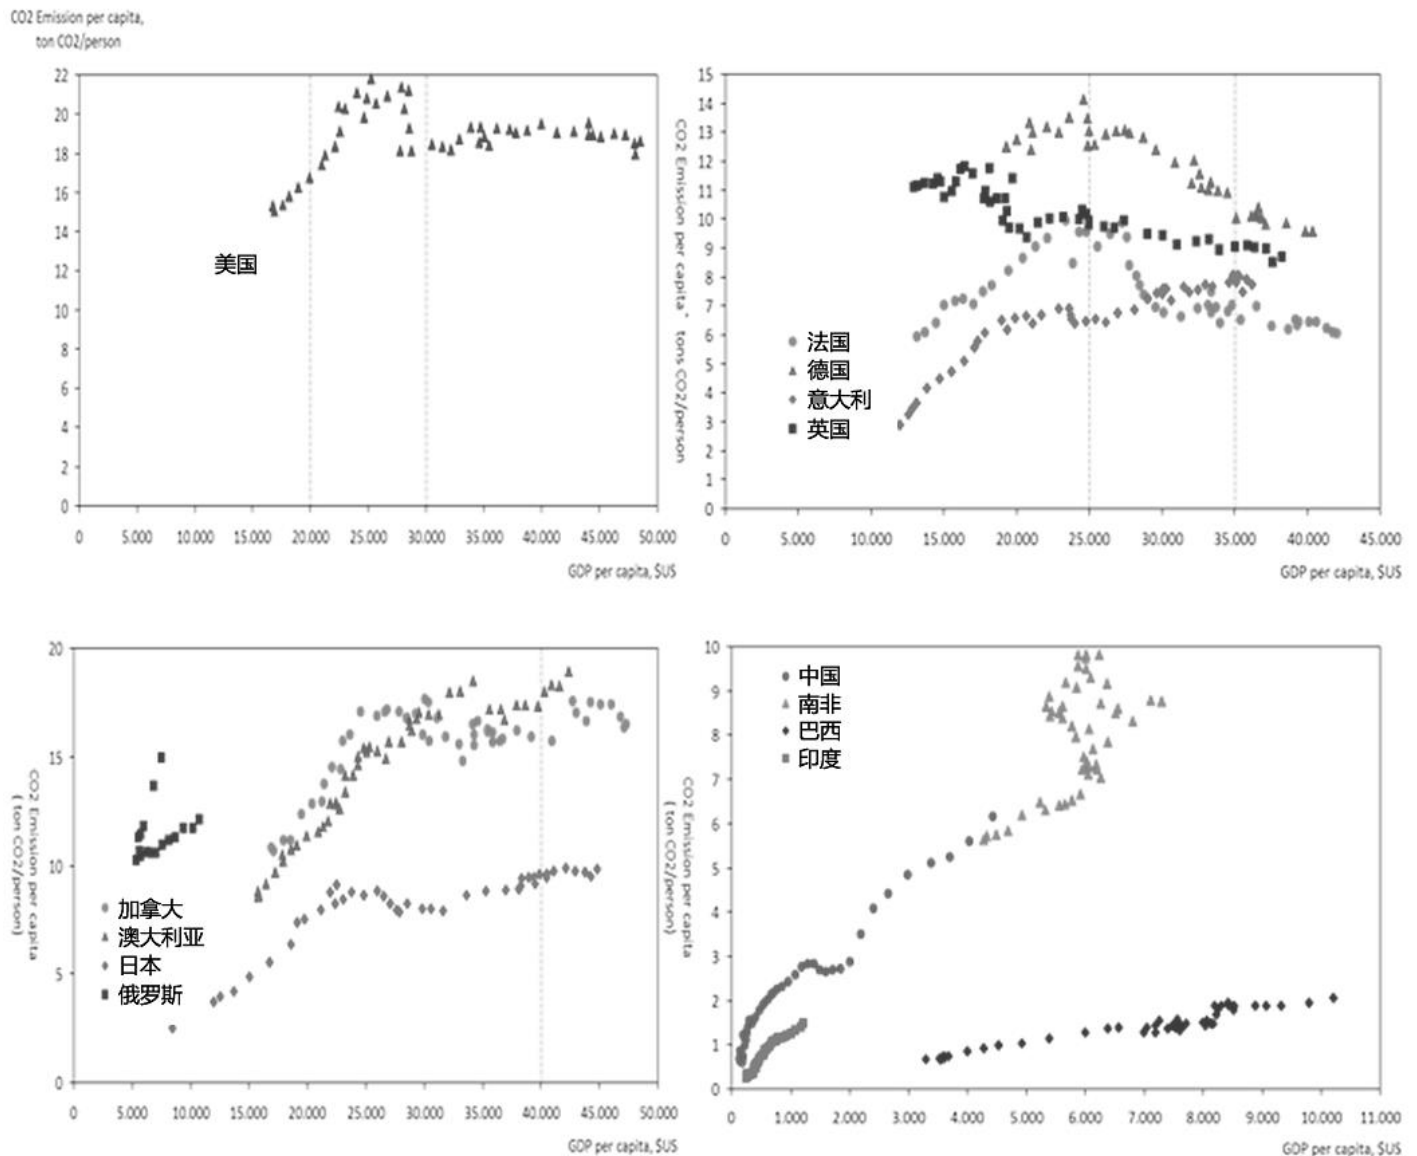 CO2 Emission per capita,
ton CO2/person
22
20
18
16
14
12
10
8
6
4
2
0
美国
0 5.000 10.000 15.000 20.000 25.000 30.000 35.000 40.000 45.000 50.000
GDP per capita, $US
CO2 Emission per capita, tons CO2/person
15
14
13
12
11
10
9
8
7
6
5
4
3
2
1
0
法国
德国
意大利
英国
0 5.000 10.000 15.000 20.000 25.000 30.000 35.000 40.000 45.000
GDP per capita, $US
CO2 Emission per capita
( ton CO2/person)
20
15
10
5
0
加拿大
澳大利亚
日本
俄罗斯
0 5.000 10.000 15.000 20.000 25.000 30.000 35.000 40.000 45.000 50.000
GDP per capita, $US
CO2 Emission per capita
( ton CO2/person)
10
9
8
7
6
5
4
3
2
1
0
中国
南非
巴西
印度
0 1.000 2.000 3.000 4.000 5.000 6.000 7.000 8.000 9.000 10.000 11.000
GDP per capita, $US